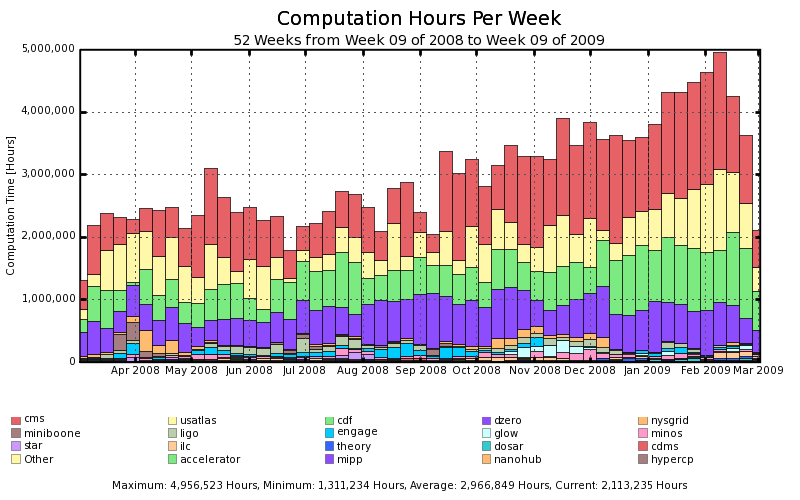 Computation Hours Per Week
52 Weeks from Week 09 of 2008 to Week 09 of 2009
Computation Time [Hours]
5,000,000
4,000,000
3,000,000
2,000,000
1,000,000
0
Apr 2008 May 2008 Jun 2008 Jul 2008 Aug 2008 Sep 2008 Oct 2008 Nov 2008 Dec 2008 Jan 2009 Feb 2009 Mar 2009
cms usatlas cdf dzero nysgrid
miniboone ligo engage glow minos
star ilc theory dosar cdms
Other accelerator mipp nanohub hypercp
Maximum: 4,956,523 Hours, Minimum: 1,311,234 Hours, Average: 2,966,849 Hours, Current: 2,113,235 Hours